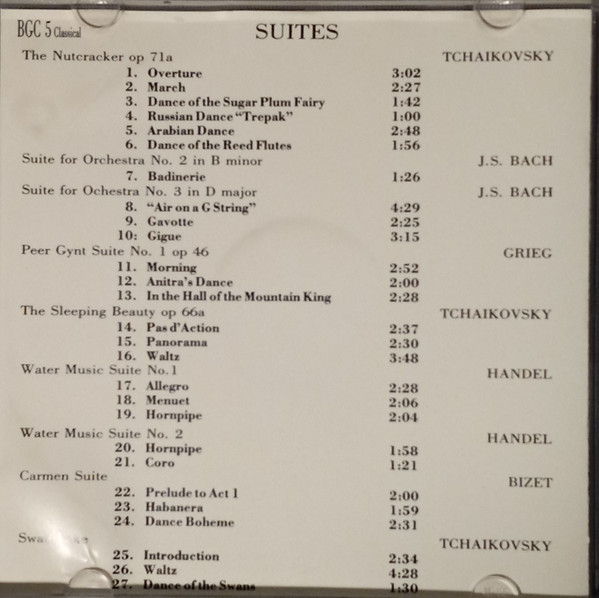 BGC 5 Classical
SUITES
The Nutcracker op 71a TCHAIKOVSKY
1. Overture 3:02
2. March 2:27
3. Dance of the Sugar Plum Fairy 1:42
4. Russian Dance "Trepak" 1:00
5. Arabian Dance 2:48
6. Dance of the Reed Flutes 1:56
Suite for Orchestra No. 2 in B minor J.S. BACH
7. Badinerie 1:26
Suite for Ochestra No. 3 in D major J.S. BACH
8. "Air on a G String" 4:29
9. Gavotte 2:25
10: Gigue 3:15
Peer Gynt Suite No. 1 op 46 GRIEG
11. Morning 2:52
12. Anitra's Dance 2:00
13. In the Hall of the Mountain King 2:28
The Sleeping Beauty op 66a TCHAIKOVSKY
14. Pas d'Action 2:37
15. Panorama 2:30
16. Waltz 3:48
Water Music Suite No.1 HANDEL
17. Allegro 2:28
18. Menuet 2:06
19. Hornpipe 2:04
Water Music Suite No. 2 HANDEL
20. Hornpipe 1:58
21. Coro 1:21
Carmen Suite BIZET
22. Prelude to Act 1 2:00
23. Habanera 1:59
24. Dance Boheme 2:31
TCHAIKOVSKY
25. Introduction 2:34
26. Waltz 4:28
27. Dance of the Swans 1:30